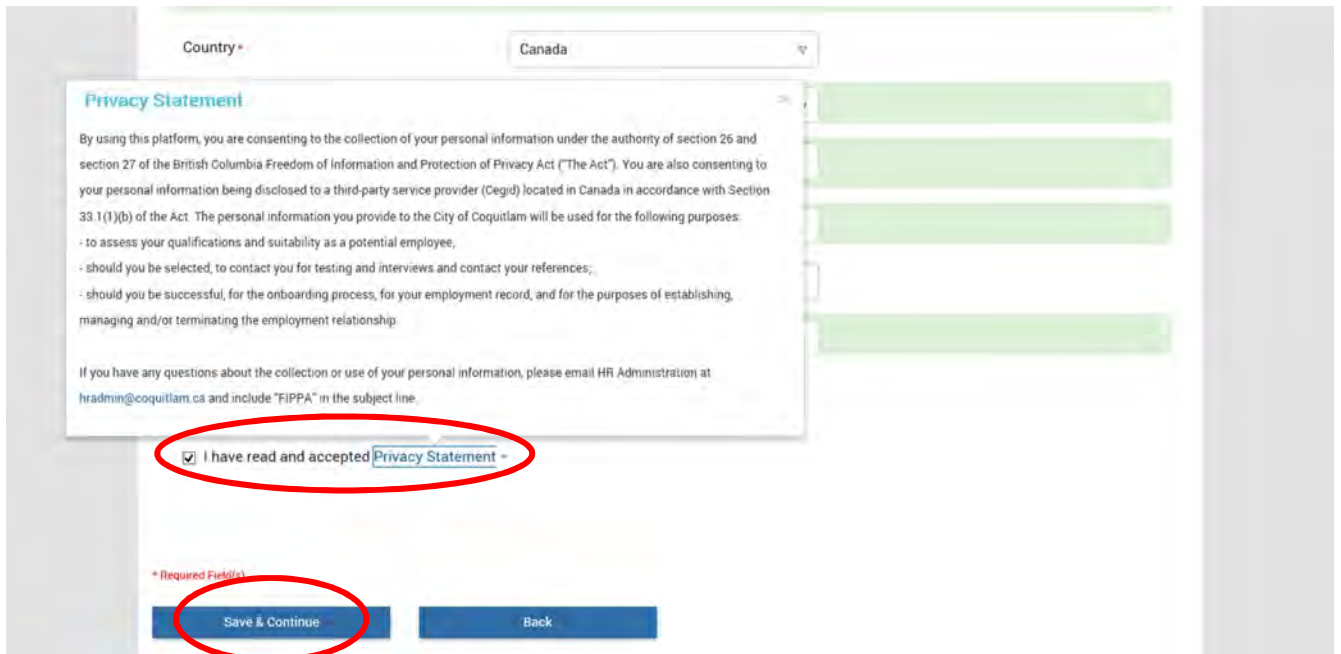 Country *
Canada
Privacy Statement
By using this platform, you are consenting to the collection of your personal information under the authority of section 26 and
section 27 of the British Columbia Freedom of Information and Protection of Privacy Act ("The Act"). You are also consenting to
your personal information being disclosed to a third-party service provider (Cegid) located in Canada in accordance with Section
33.1(1)(b) of the Act. The personal information you provide to the City of Coquitlam will be used for the following purposes:
- to assess your qualifications and suitability as a potential employee,
- should you be selected, to contact you for testing and interviews and contact your references;
- should you be successful, for the onboarding process, for your employment record, and for the purposes of establishing,
managing and/or terminating the employment relationship.
If you have any questions about the collection or use of your personal information, please email HR Administration at
hradmin@coquitlam.ca and include "FIPPA" in the subject line.
I have read and accepted Privacy Statement *
* Required Field(s)
Save & Continue
Back